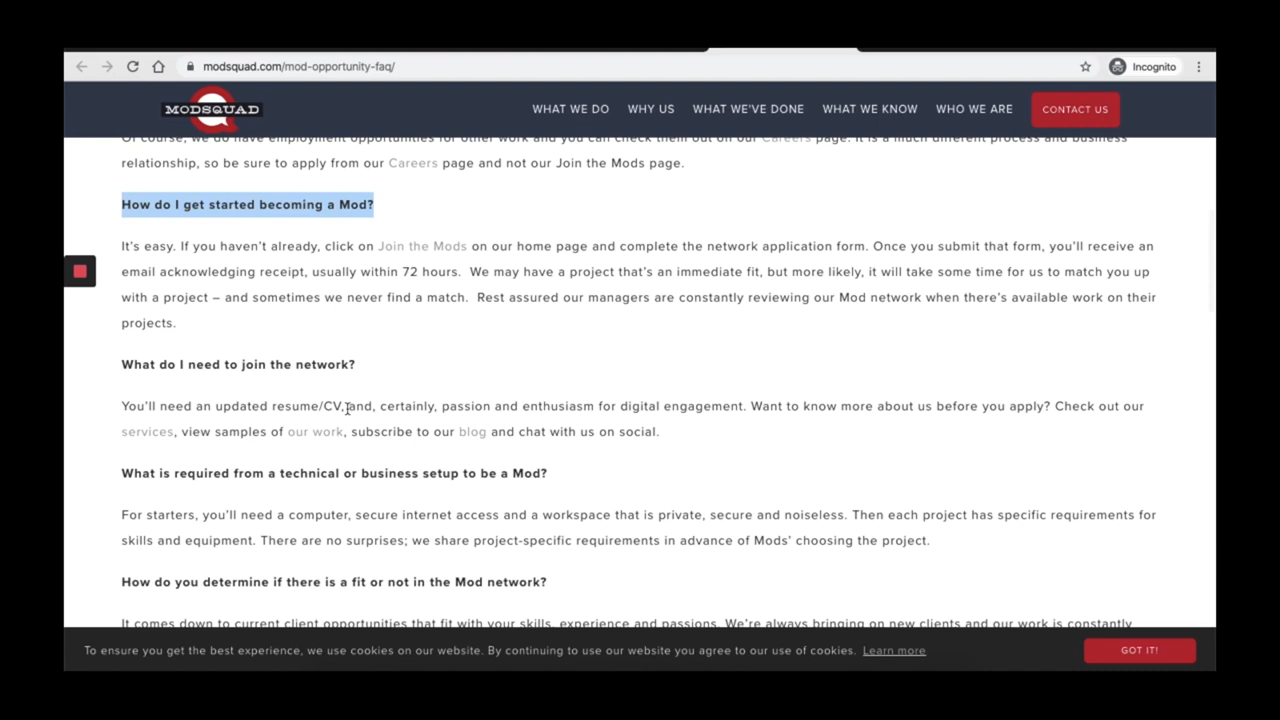 modsquad.com/mod-opportunity-faq/
Incognito
MODSQUAD
WHAT WE DO
WHY US
WHAT WE'VE DONE
WHAT WE KNOW
WHO WE ARE
CONTACT US
Of course, we do have employment opportunities for other work and you can check them out on our Careers page. It is a much different process and business
relationship, so be sure to apply from our Careers page and not our Join the Mods page.
How do I get started becoming a Mod?
It's easy. If you haven't already, click on Join the Mods on our home page and complete the network application form. Once you submit that form, you'll receive an
email acknowledging receipt, usually within 72 hours. We may have a project that's an immediate fit, but more likely, it will take some time for us to match you up
with a project – and sometimes we never find a match. Rest assured our managers are constantly reviewing our Mod network when there's available work on their
projects.
What do I need to join the network?
You'll need an updated resume/CV, and, certainly, passion and enthusiasm for digital engagement. Want to know more about us before you apply? Check out our
services, view samples of our work, subscribe to our blog and chat with us on social.
What is required from a technical or business setup to be a Mod?
For starters, you'll need a computer, secure internet access and a workspace that is private, secure and noiseless. Then each project has specific requirements for
skills and equipment. There are no surprises; we share project-specific requirements in advance of Mods' choosing the project.
How do you determine if there is a fit or not in the Mod network?
It comes down to current client opportunities that fit with your skills, experience and passions. We're always bringing on new clients and our work is constantly
To ensure you get the best experience, we use cookies on our website. By continuing to use our website you agree to our use of cookies. Learn more
GOT IT!